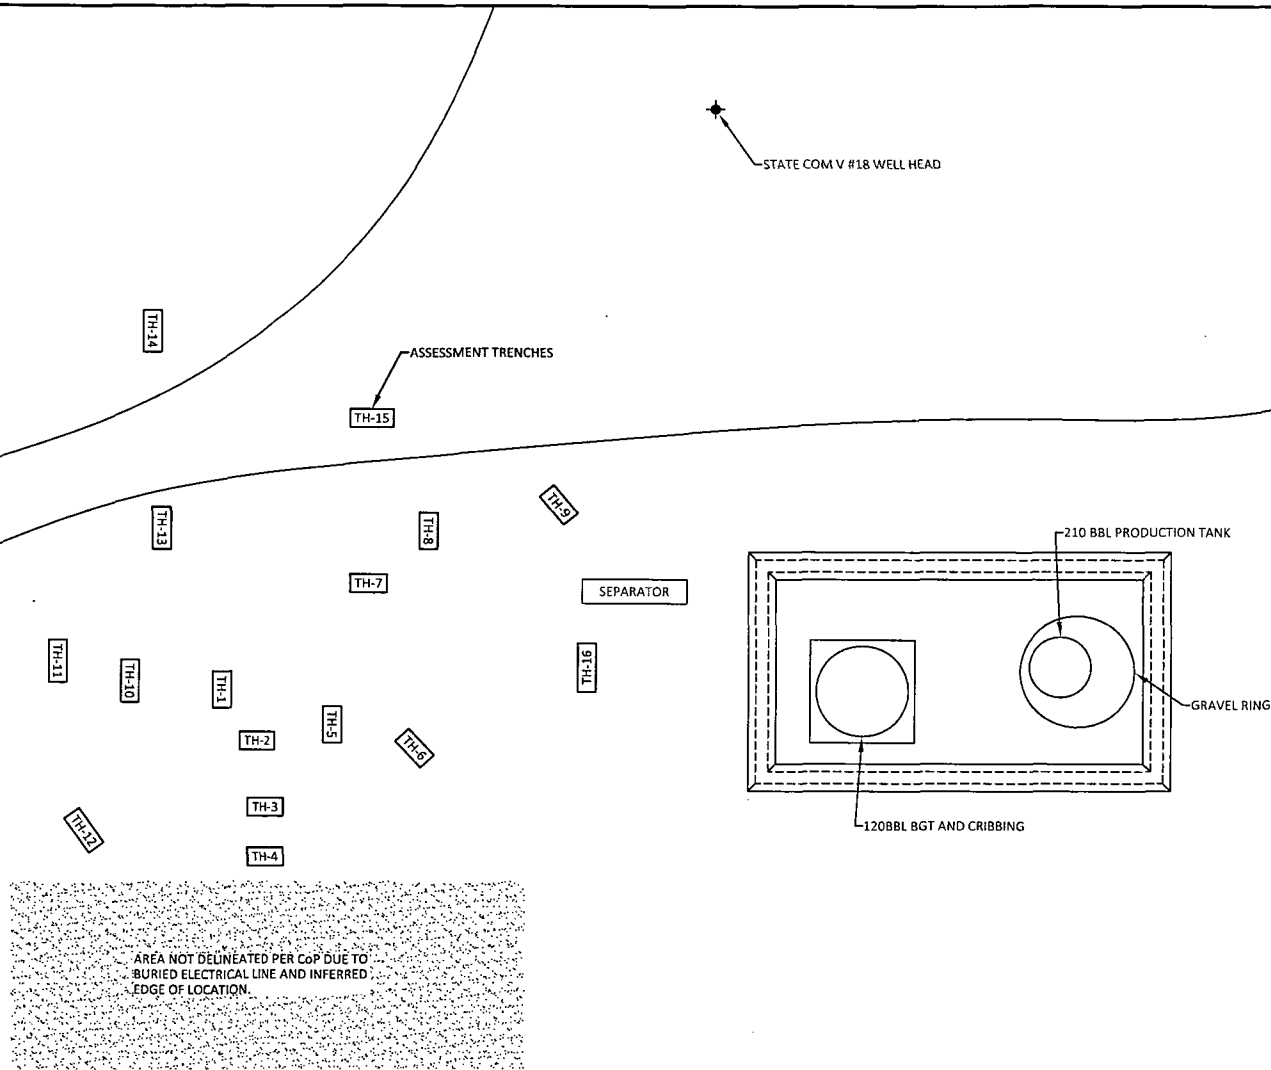 STATE COM V #18 WELL HEAD
TH-14
ASSESSMENT TRENCHES
TH-15
TH-9
TH-13
TH-8
210 BBL PRODUCTION TANK
TH-7
SEPARATOR
TH-11
TH-10
TH-1
TH-16
GRAVEL RING
TH-5
TH-2
TH-6
TH-3
TH-12
120BBL BGT AND CRIBBING
TH-4
AREA NOT DELINEATED PER CoP DUE TO
BURIED ELECTRICAL LINE AND INFERRED
EDGE OF LOCATION.